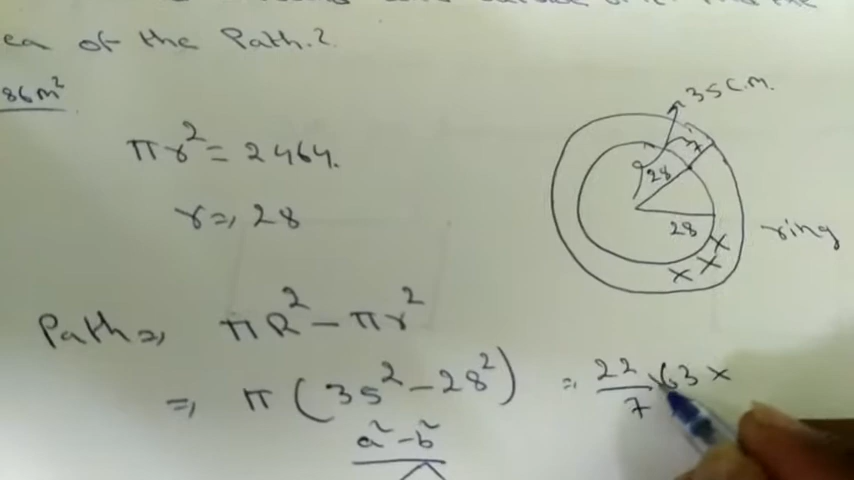 ea of the Path.?
86m²
πr² = 2464.
r =, 28
35 c.m.
28
28
ring
Path =, πR² - πr²
=, π(35² - 28²) =, 22/7 × 63 ×
a² - b²